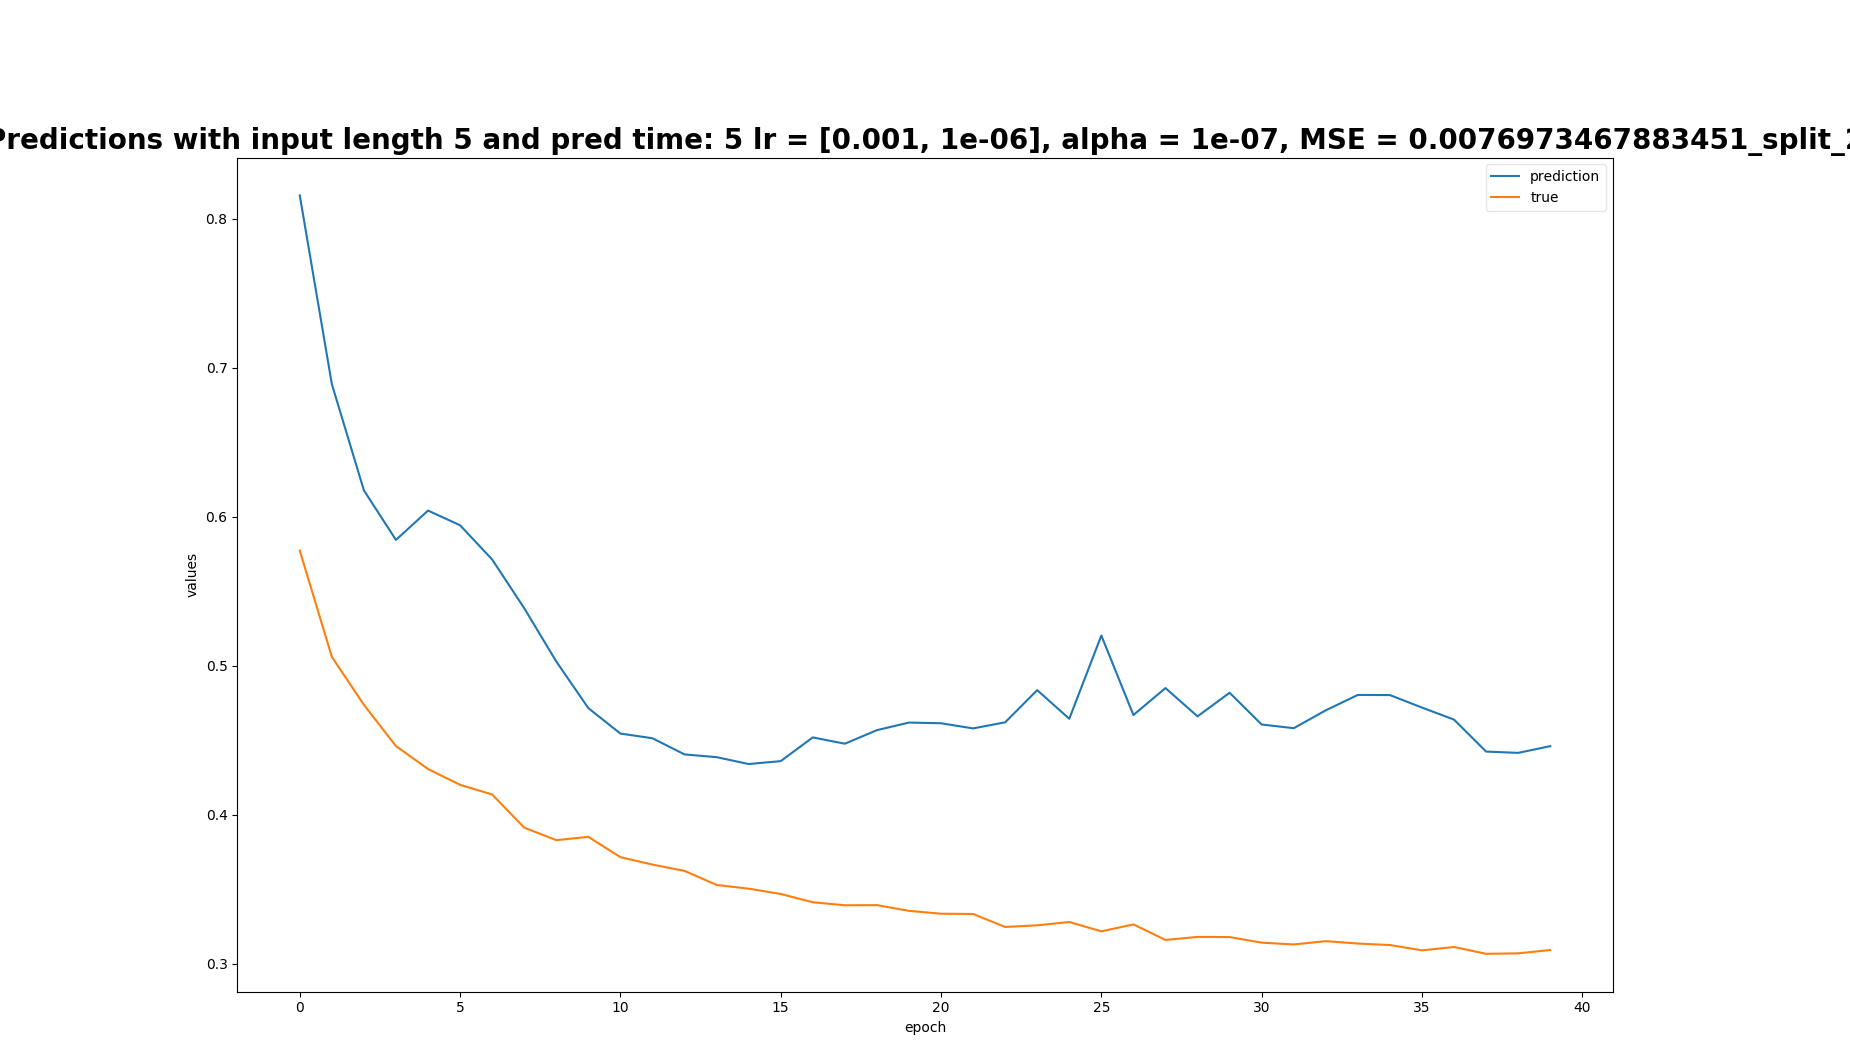 Predictions with input length 5 and pred time: 5 lr = [0.001, 1e-06], alpha = 1e-07, MSE = 0.0076973467883451_split_2
prediction
true
0.8
0.7
0.6
0.5
0.4
0.3
values
0 5 10 15 20 25 30 35 40
epoch